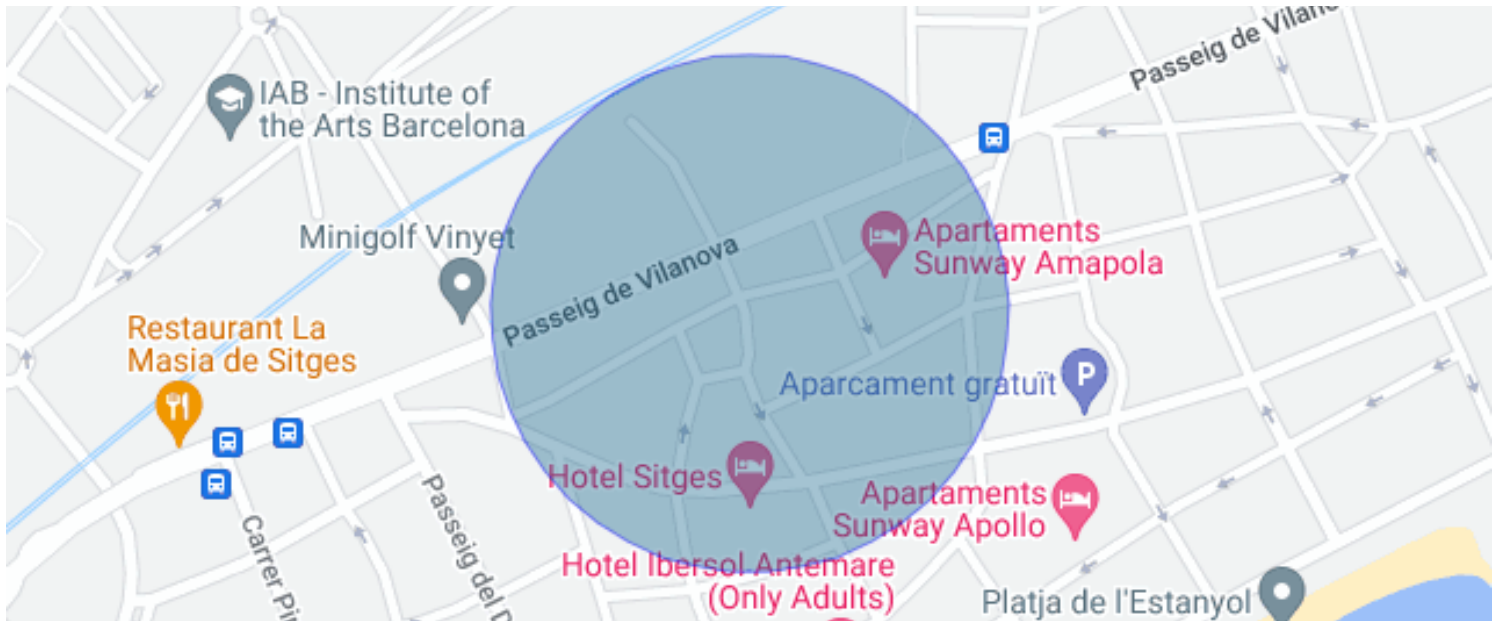 Passeig de Vilano
IAB - Institute of
the Arts Barcelona
Minigolf Vinyet
Apartaments
Sunway Amapola
Passeig de Vilanova
Restaurant La
Masia de Sitges
Aparcament gratuït
P
Hotel Sitges
Apartaments
Sunway Apollo
Passeig del D
Carrer Pi
Hotel Ibersol Antemare
(Only Adults)
Platja de l'Estanyol